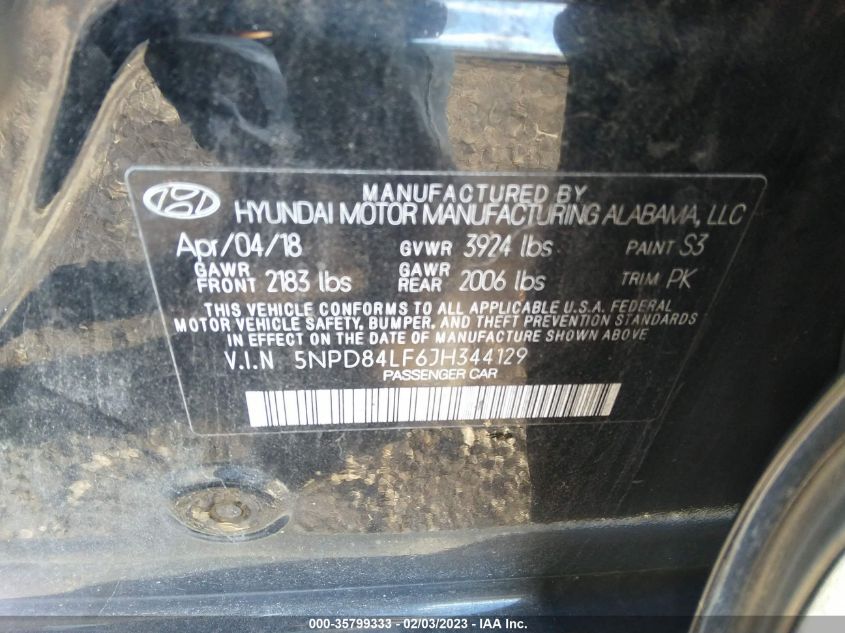 MANUFACTURED BY
HYUNDAI MOTOR MANUFACTURING ALABAMA, LLC
Apr/04/18 GVWR 3924 lbs PAINT S3
GAWR FRONT 2183 lbs GAWR REAR 2006 lbs TRIM PK
THIS VEHICLE CONFORMS TO ALL APPLICABLE U.S.A. FEDERAL
MOTOR VEHICLE SAFETY, BUMPER, AND THEFT PREVENTION STANDARDS
IN EFFECT ON THE DATE OF MANUFACTURE SHOWN ABOVE
V.I.N 5NPD84LF6JH344129
PASSENGER CAR
000-35799333 - 02/03/2023 - IAA Inc.